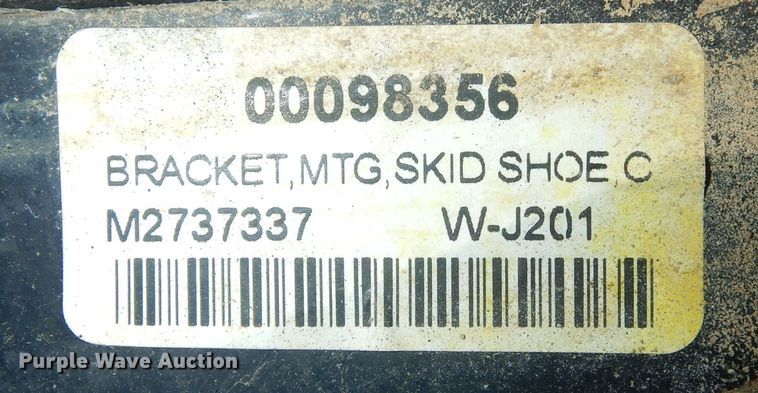 00098356
BRACKET,MTG,SKID SHOE,C
M2737337 W-J201
Purple Wave Auction